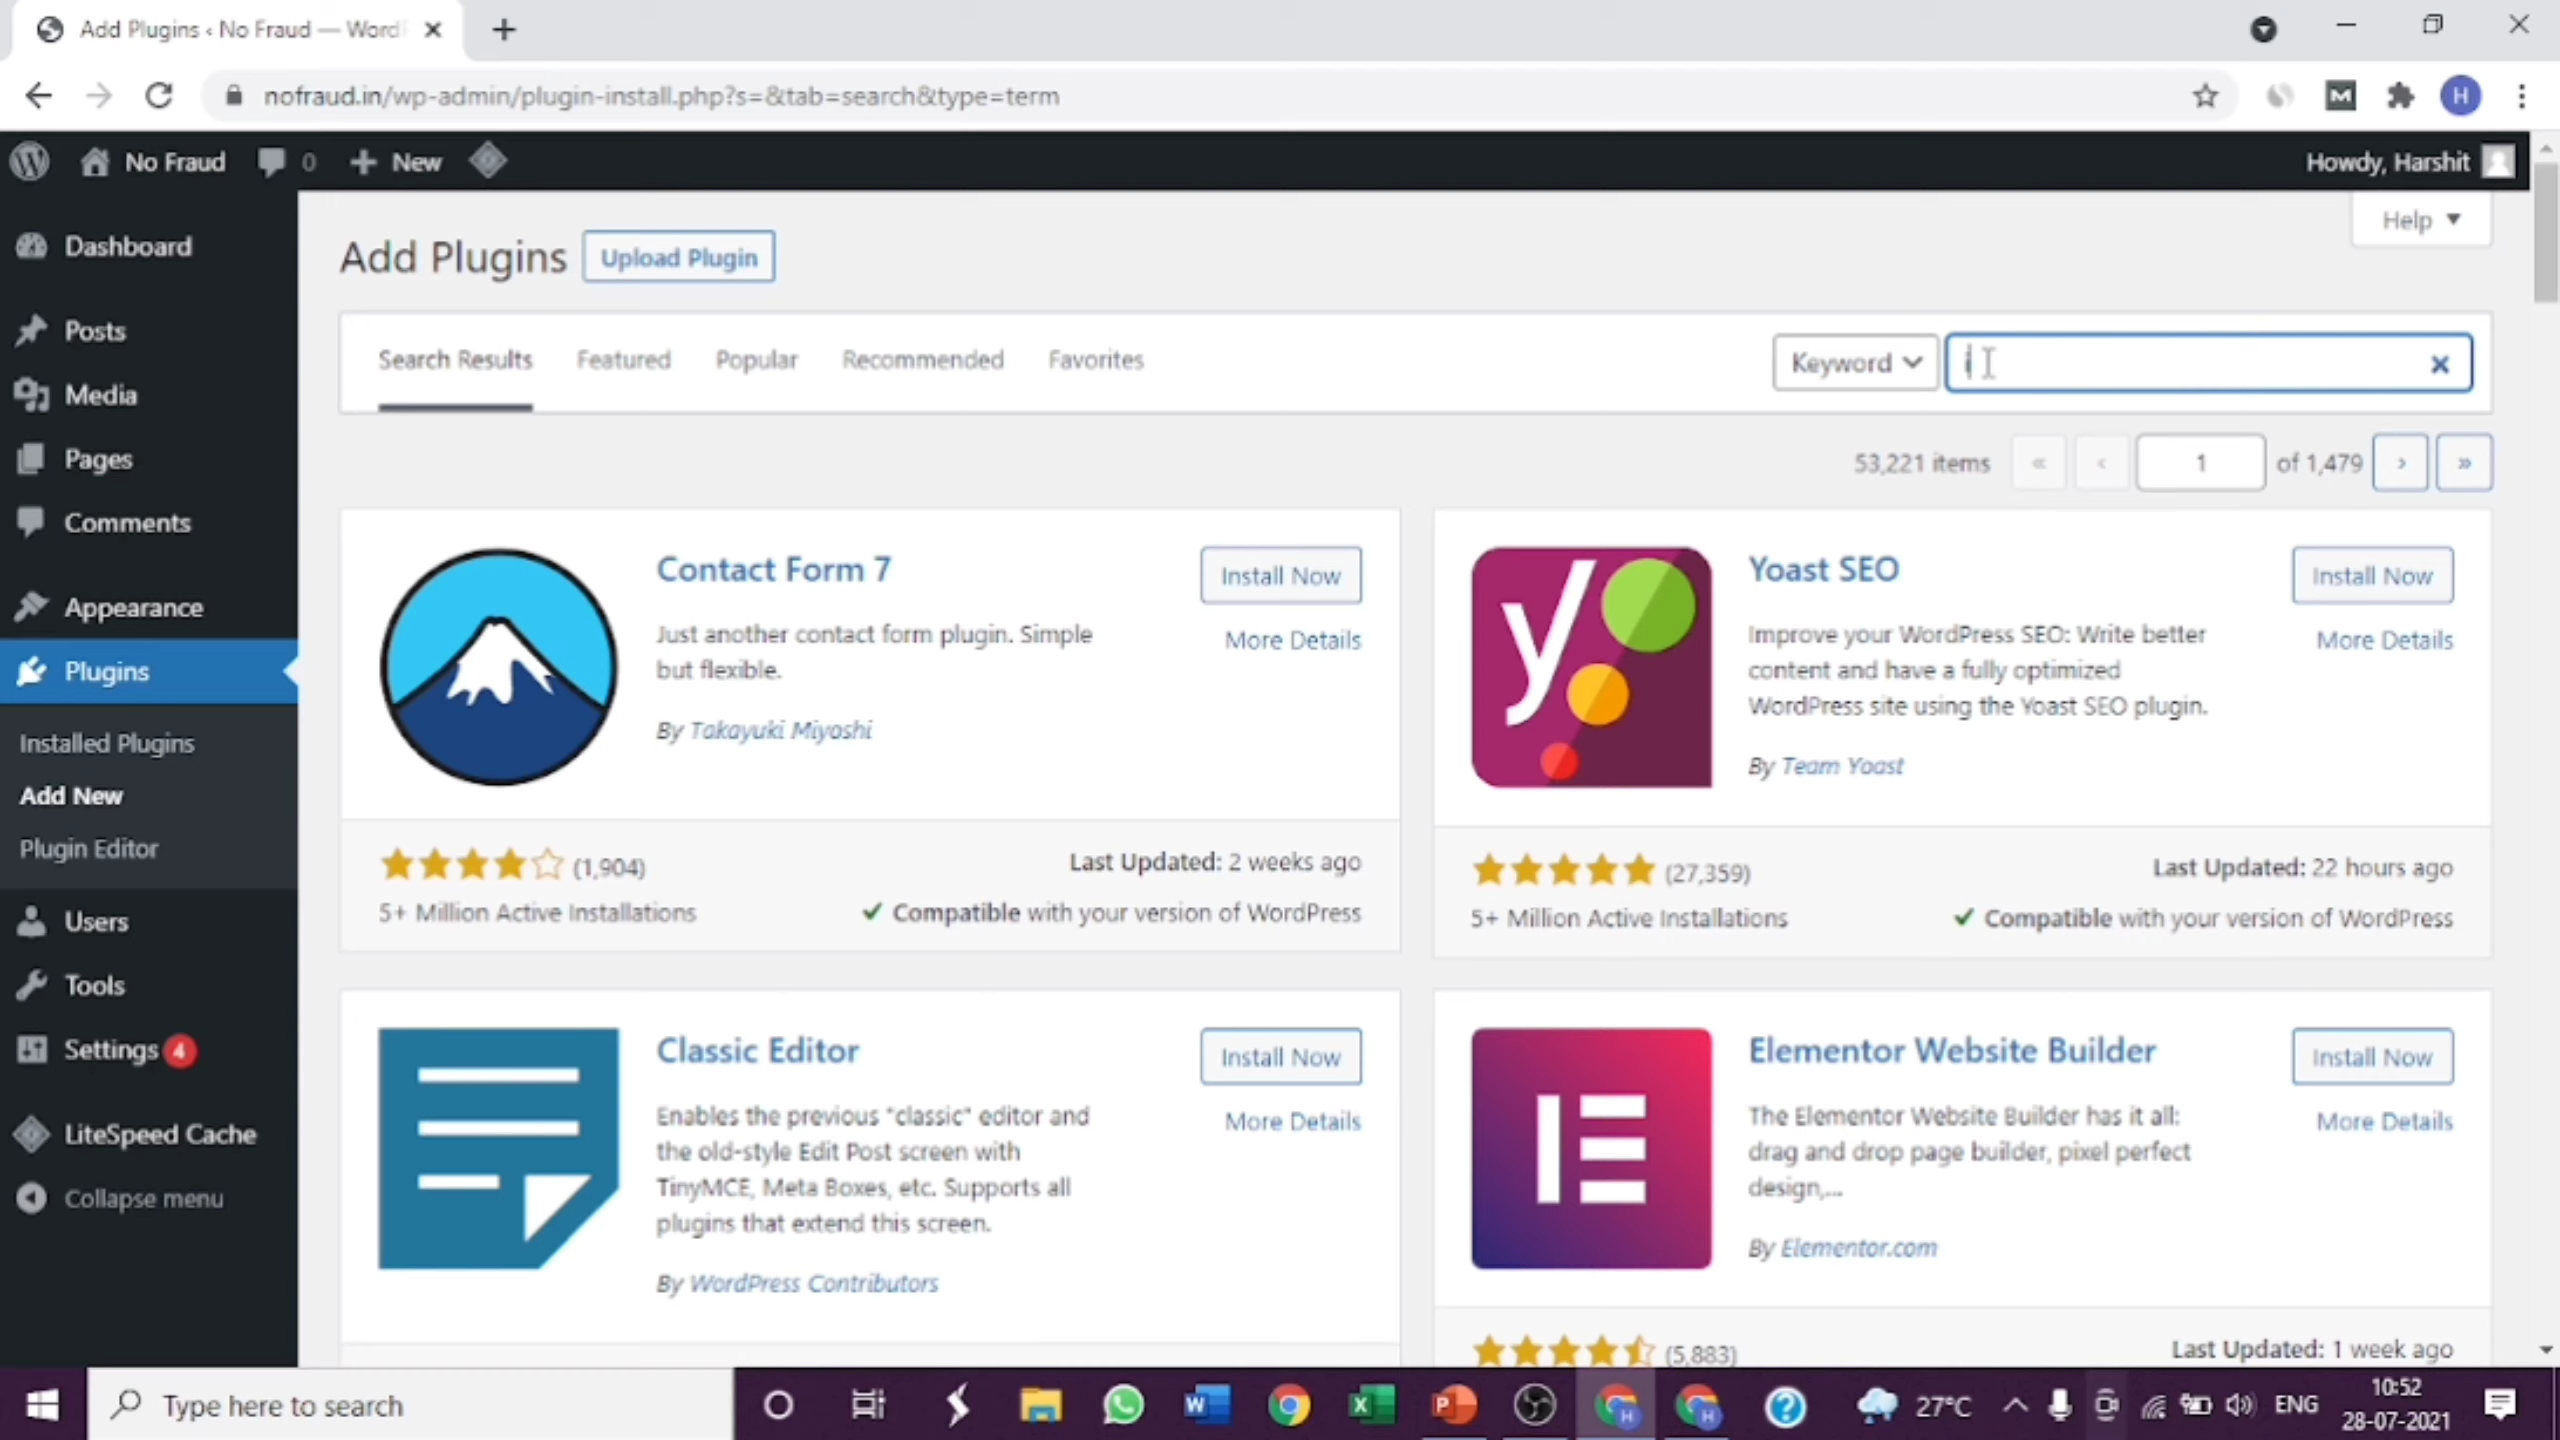 Add Plugins ‹ No Fraud — Word
nofraud.in/wp-admin/plugin-install.php?s=&tab=search&type=term
H
No Fraud
0
New
Howdy, Harshit
Dashboard
Posts
Media
Pages
Comments
Appearance
Plugins
Installed Plugins
Add New
Plugin Editor
Users
Tools
Settings 4
LiteSpeed Cache
Collapse menu
Help
Add Plugins
Upload Plugin
Search Results
Featured
Popular
Recommended
Favorites
Keyword
53,221 items « ‹ 1 of 1,479 › »
Contact Form 7
Install Now
More Details
Just another contact form plugin. Simple
but flexible.
By Takayuki Miyoshi
(1,904)
Last Updated: 2 weeks ago
5+ Million Active Installations
Compatible with your version of WordPress
Yoast SEO
Install Now
More Details
Improve your WordPress SEO: Write better
content and have a fully optimized
WordPress site using the Yoast SEO plugin.
By Team Yoast
(27,359)
Last Updated: 22 hours ago
5+ Million Active Installations
Compatible with your version of WordPress
Classic Editor
Install Now
More Details
Enables the previous "classic" editor and
the old-style Edit Post screen with
TinyMCE, Meta Boxes, etc. Supports all
plugins that extend this screen.
By WordPress Contributors
Elementor Website Builder
Install Now
More Details
The Elementor Website Builder has it all:
drag and drop page builder, pixel perfect
design,...
By Elementor.com
(5,883)
Last Updated: 1 week ago
Type here to search
27°C
ENG
10:52
28-07-2021